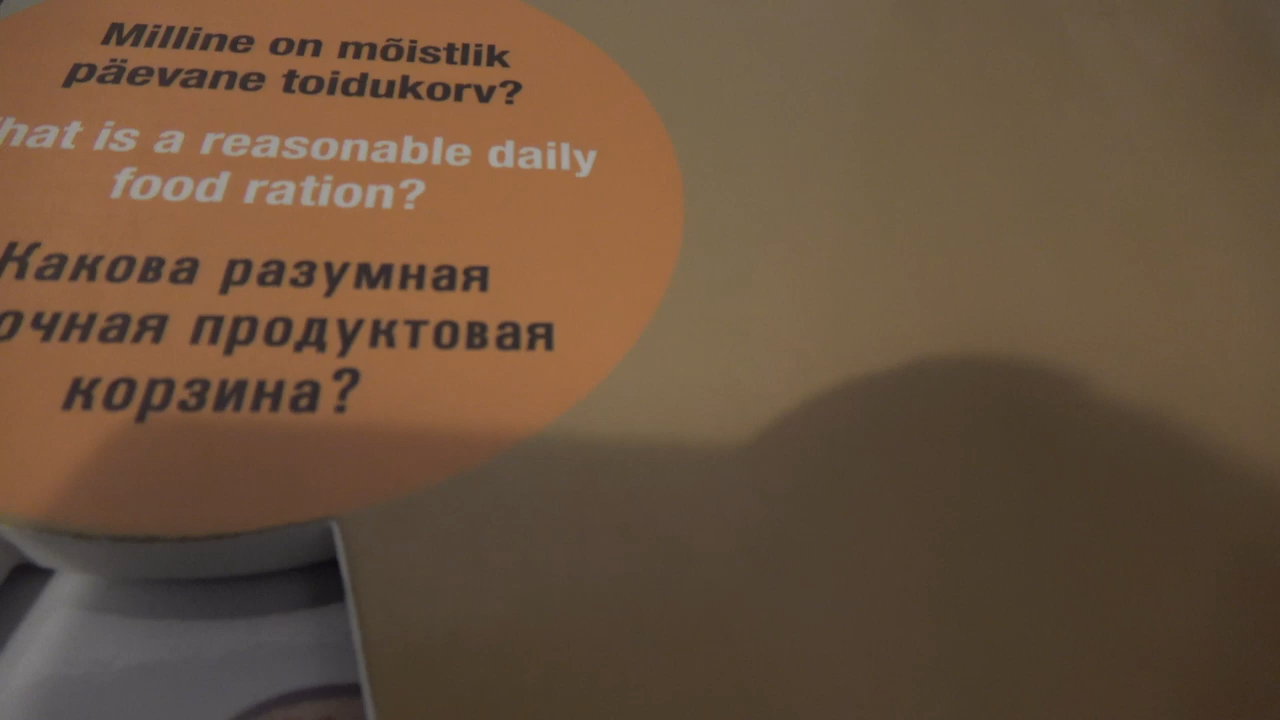 Milline on mõistlik
päevane toidukorv?
hat is a reasonable daily
food ration?
Какова разумная
очная продуктовая
корзина?